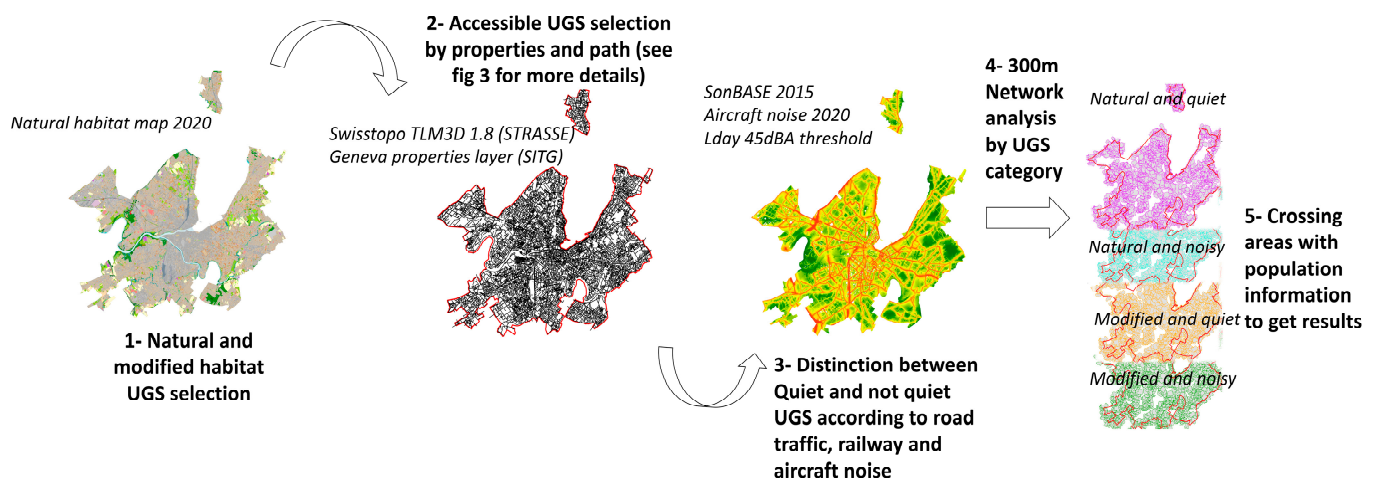 Natural habitat map 2020
1- Natural and
modified habitat
UGS selection
2- Accessible UGS selection
by properties and path (see
fig 3 for more details)
Swisstopo TLM3D 1.8 (STRASSE)
Geneva properties layer (SITG)
SonBASE 2015
Aircraft noise 2020
Lday 45dBA threshold
3- Distinction between
Quiet and not quiet
UGS according to road
traffic, railway and
aircraft noise
4- 300m
Network
analysis
by UGS
category
Natural and quiet
Natural and noisy
Modified and quiet
Modified and noisy
5- Crossing
areas with
population
information
to get results